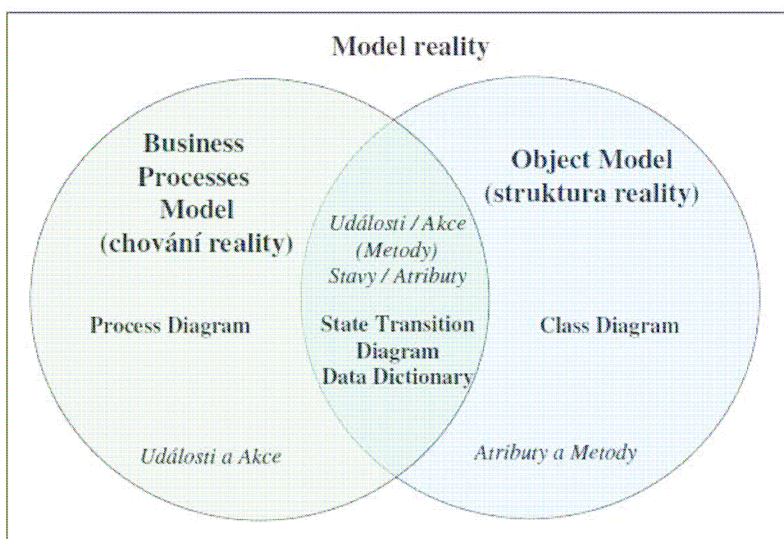 Model reality
Business
Processes
Model
(chování reality)
Process Diagram
Události a Akce
Události / Akce
(Metody)
Stavy / Atributy
State Transition
Diagram
Data Dictionary
Object Model
(struktura reality)
Class Diagram
Atributy a Metody